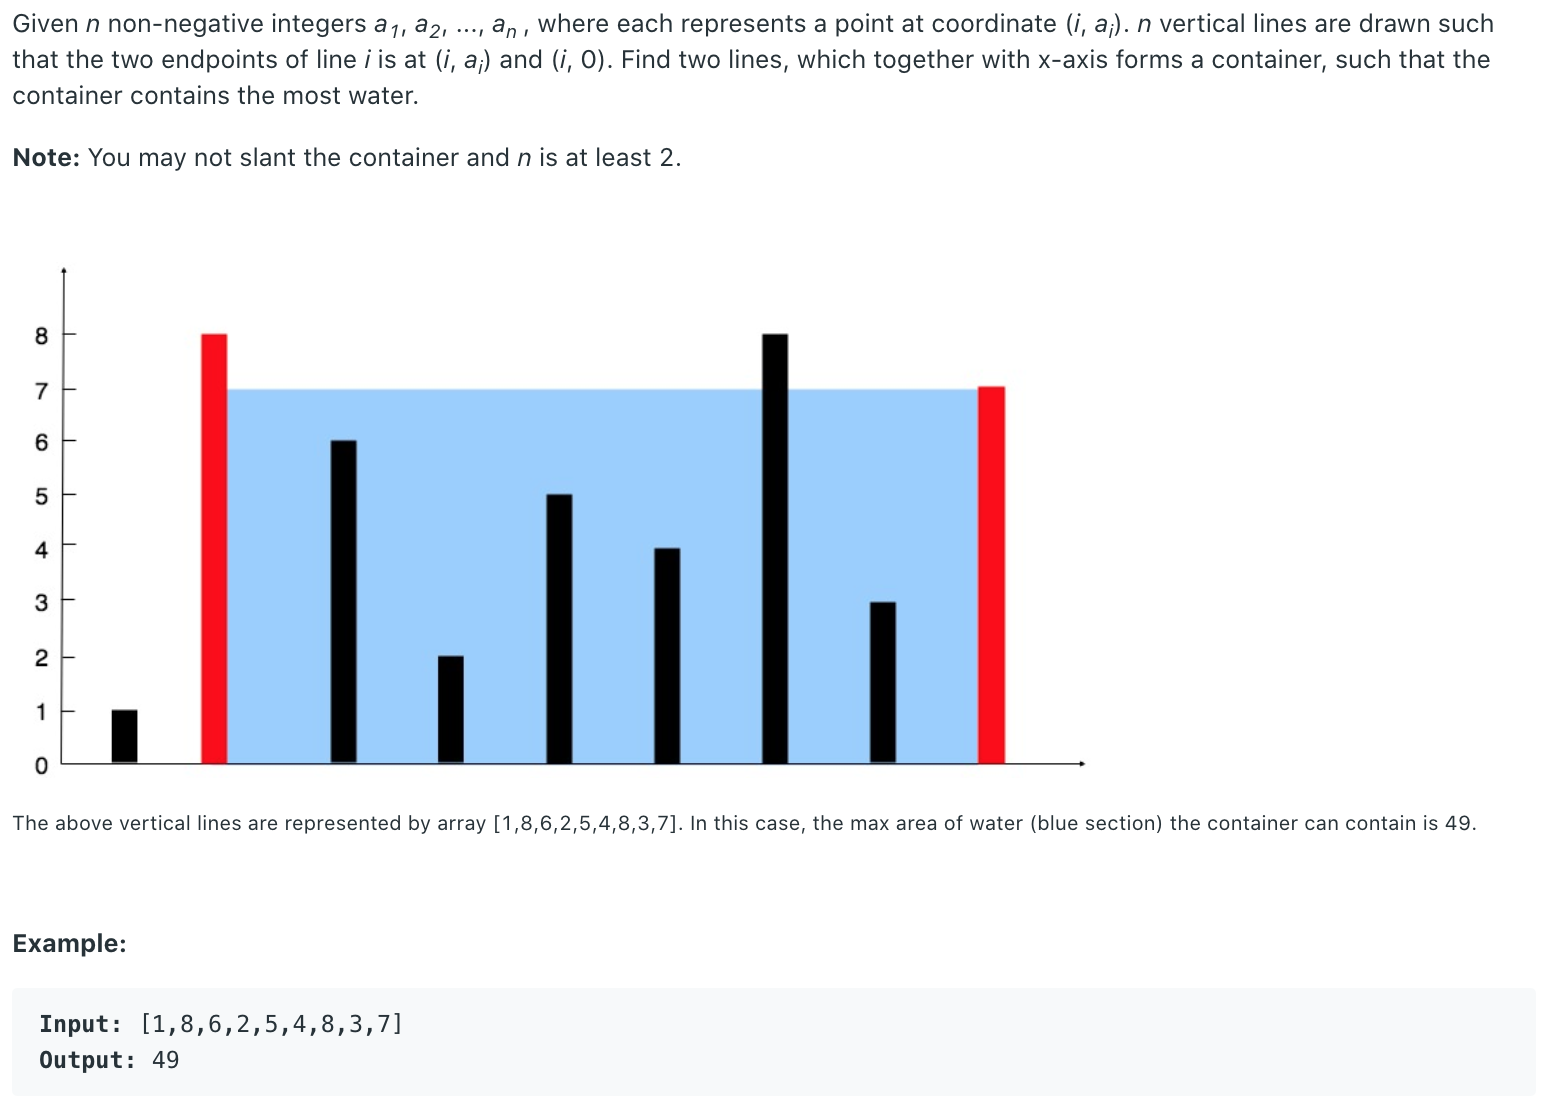 Given n non-negative integers a1, a2, ..., an , where each represents a point at coordinate (i, ai). n vertical lines are drawn such
that the two endpoints of line i is at (i, ai) and (i, 0). Find two lines, which together with x-axis forms a container, such that the
container contains the most water.
Note: You may not slant the container and n is at least 2.
8
7
6
5
4
3
2
1
0
The above vertical lines are represented by array [1,8,6,2,5,4,8,3,7]. In this case, the max area of water (blue section) the container can contain is 49.
Example:
Input: [1,8,6,2,5,4,8,3,7]
Output: 49